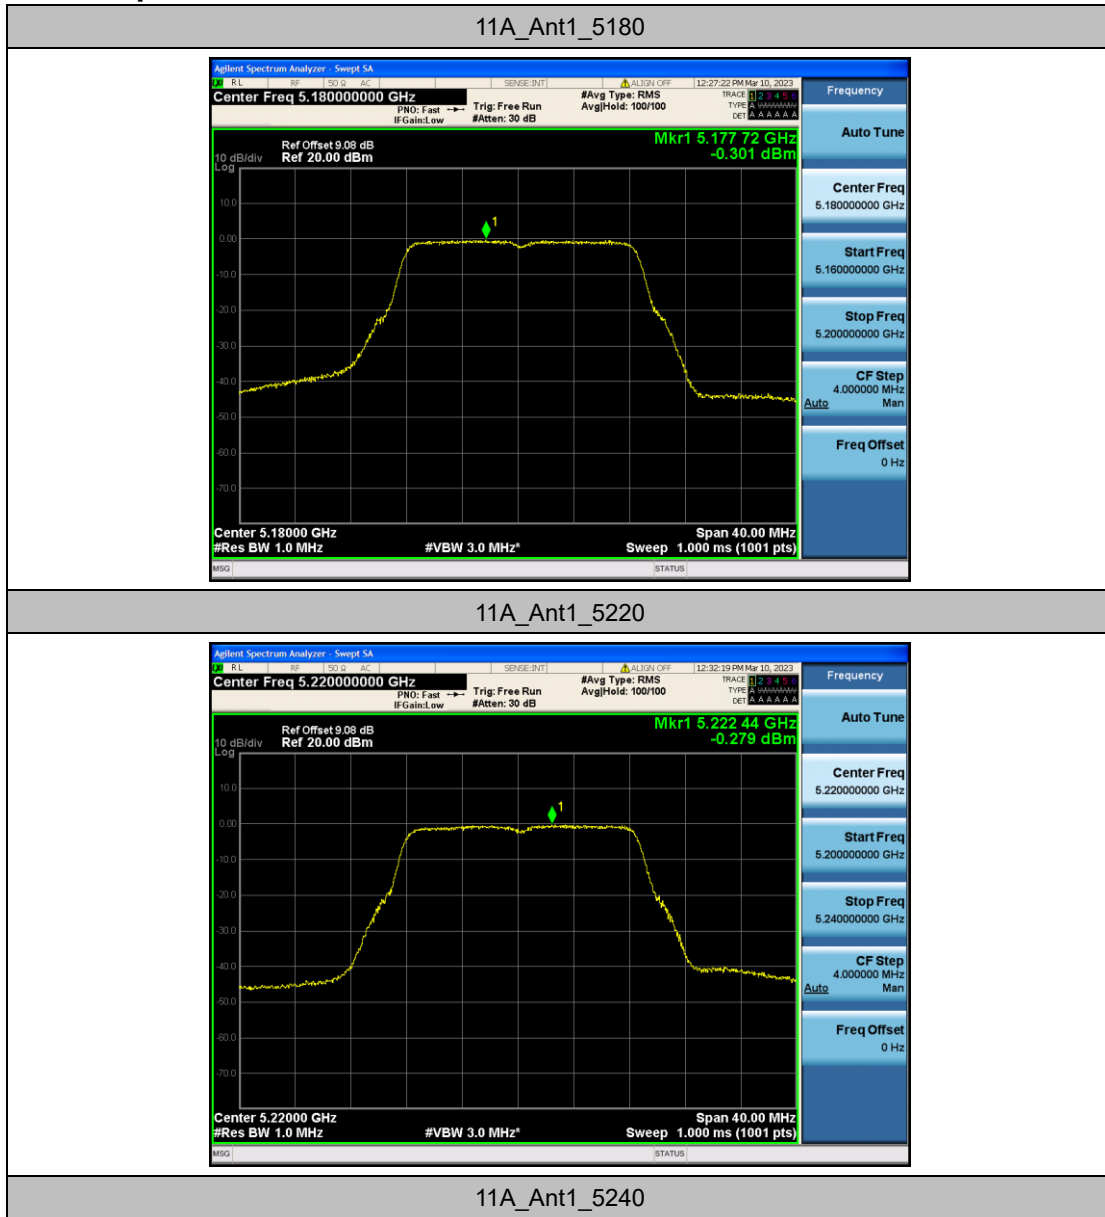 11A_Ant1_5180
Agilent Spectrum Analyzer - Swept SA
RL RF 50 Ω AC SENSE:INT ALIGN OFF 12:27:22 PM Mar 10, 2023
Center Freq 5.180000000 GHz #Avg Type: RMS TRACE 1 2 3 4 5 6
PNO: Fast Trig: Free Run Avg|Hold: 100/100 TYPE A WWWWW
IFGain:Low #Atten: 30 dB DET A A A A A A
Mkr1 5.177 72 GHz
-0.301 dBm
Ref Offset 9.08 dB
10 dB/div Ref 20.00 dBm
Log
10.0
0.00
-10.0
-20.0
-30.0
-40.0
-50.0
-60.0
-70.0
1
Center 5.18000 GHz Span 40.00 MHz
#Res BW 1.0 MHz #VBW 3.0 MHz* Sweep 1.000 ms (1001 pts)
MSG STATUS
Frequency
Auto Tune
Center Freq
5.180000000 GHz
Start Freq
5.160000000 GHz
Stop Freq
5.200000000 GHz
CF Step
4.000000 MHz
Auto Man
Freq Offset
0 Hz
11A_Ant1_5220
Agilent Spectrum Analyzer - Swept SA
RL RF 50 Ω AC SENSE:INT ALIGN OFF 12:32:19 PM Mar 10, 2023
Center Freq 5.220000000 GHz #Avg Type: RMS TRACE 1 2 3 4 5 6
PNO: Fast Trig: Free Run Avg|Hold: 100/100 TYPE A WWWWW
IFGain:Low #Atten: 30 dB DET A A A A A A
Mkr1 5.222 44 GHz
-0.279 dBm
Ref Offset 9.08 dB
10 dB/div Ref 20.00 dBm
Log
10.0
0.00
-10.0
-20.0
-30.0
-40.0
-50.0
-60.0
-70.0
1
Center 5.22000 GHz Span 40.00 MHz
#Res BW 1.0 MHz #VBW 3.0 MHz* Sweep 1.000 ms (1001 pts)
MSG STATUS
Frequency
Auto Tune
Center Freq
5.220000000 GHz
Start Freq
5.200000000 GHz
Stop Freq
5.240000000 GHz
CF Step
4.000000 MHz
Auto Man
Freq Offset
0 Hz
11A_Ant1_5240